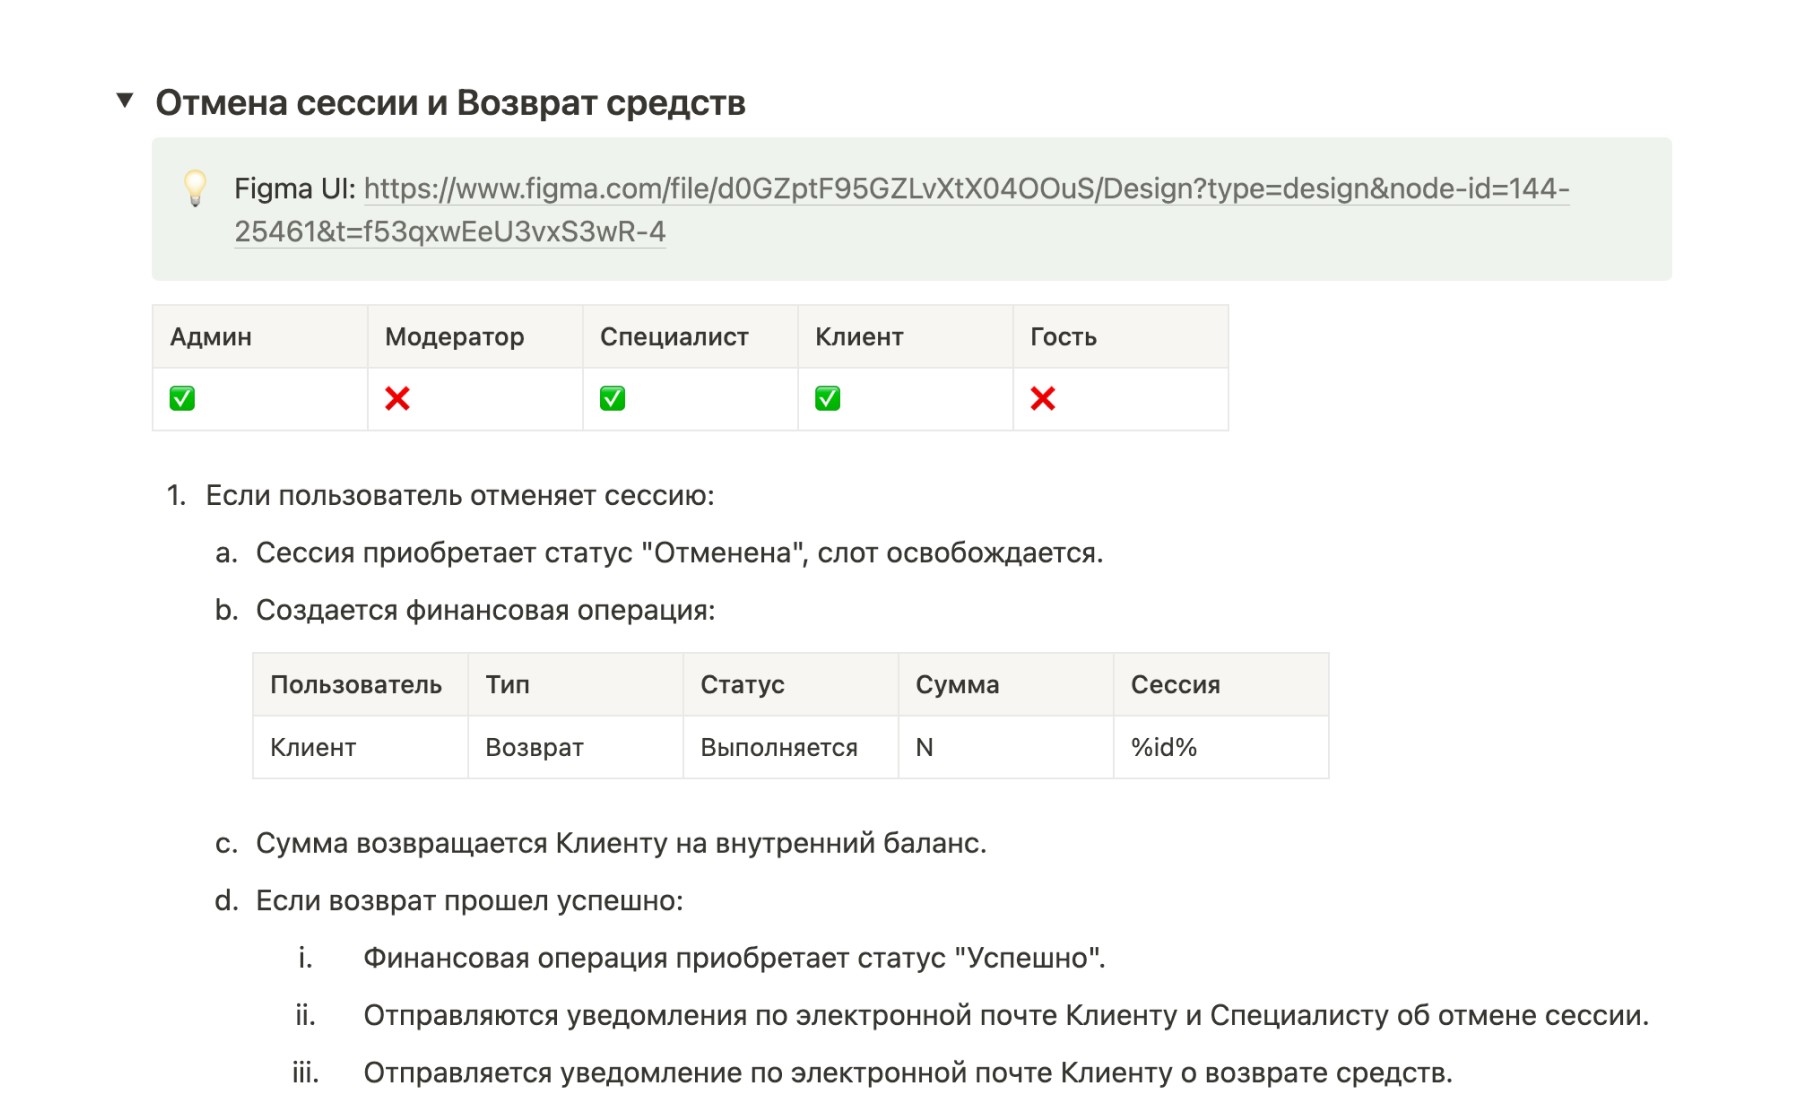 Отмена сессии и Возврат средств
Figma UI: https://www.figma.com/file/d0GZptF95GZLvXtX04OOuS/Design?type=design&node-id=144-
25461&t=f53qxwEeU3vxS3wR-4
Админ Модератор Специалист Клиент Гость
✅ ❌ ✅ ✅ ❌
1. Если пользователь отменяет сессию:
a. Сессия приобретает статус "Отменена", слот освобождается.
b. Создается финансовая операция:
Пользователь Тип Статус Сумма Сессия
Клиент Возврат Выполняется N %id%
c. Сумма возвращается Клиенту на внутренний баланс.
d. Если возврат прошел успешно:
i. Финансовая операция приобретает статус "Успешно".
ii. Отправляются уведомления по электронной почте Клиенту и Специалисту об отмене сессии.
iii. Отправляется уведомление по электронной почте Клиенту о возврате средств.